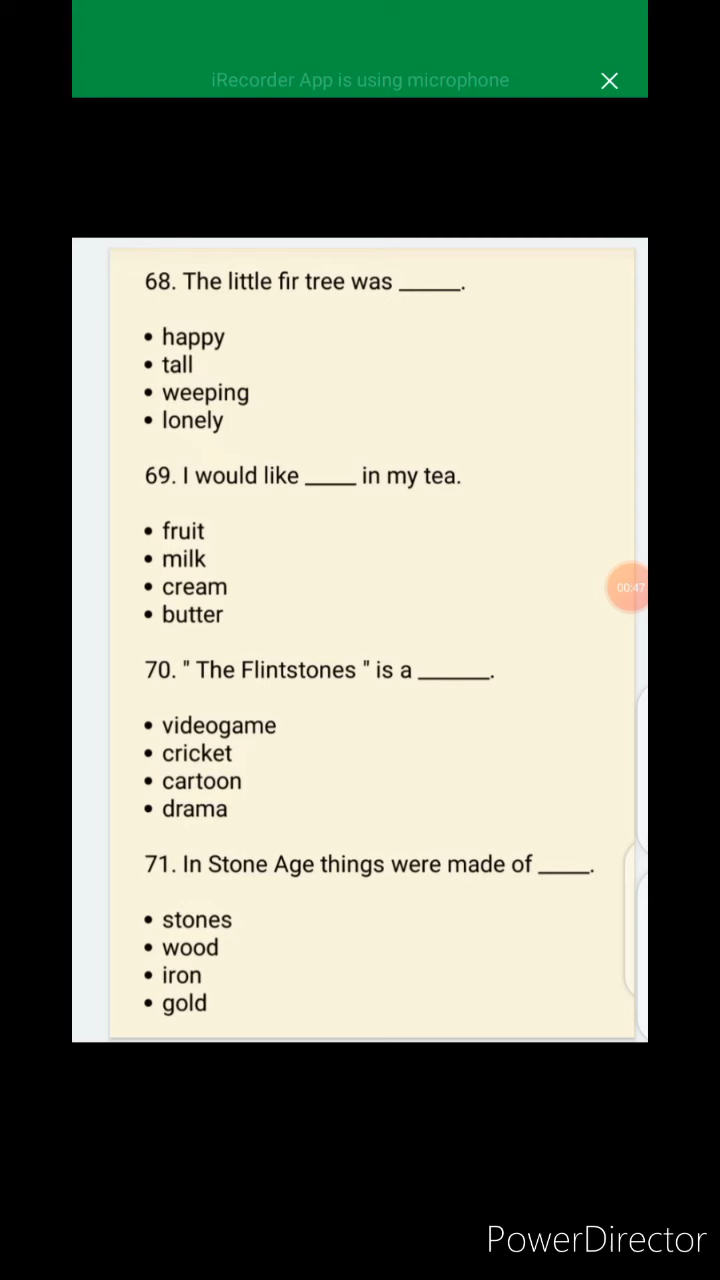 iRecorder App is using microphone
68. The little fir tree was ______.
• happy
• tall
• weeping
• lonely
69. I would like _____ in my tea.
• fruit
• milk
• cream
• butter
00:47
70. " The Flintstones " is a _______.
• videogame
• cricket
• cartoon
• drama
71. In Stone Age things were made of _____.
• stones
• wood
• iron
• gold
PowerDirector